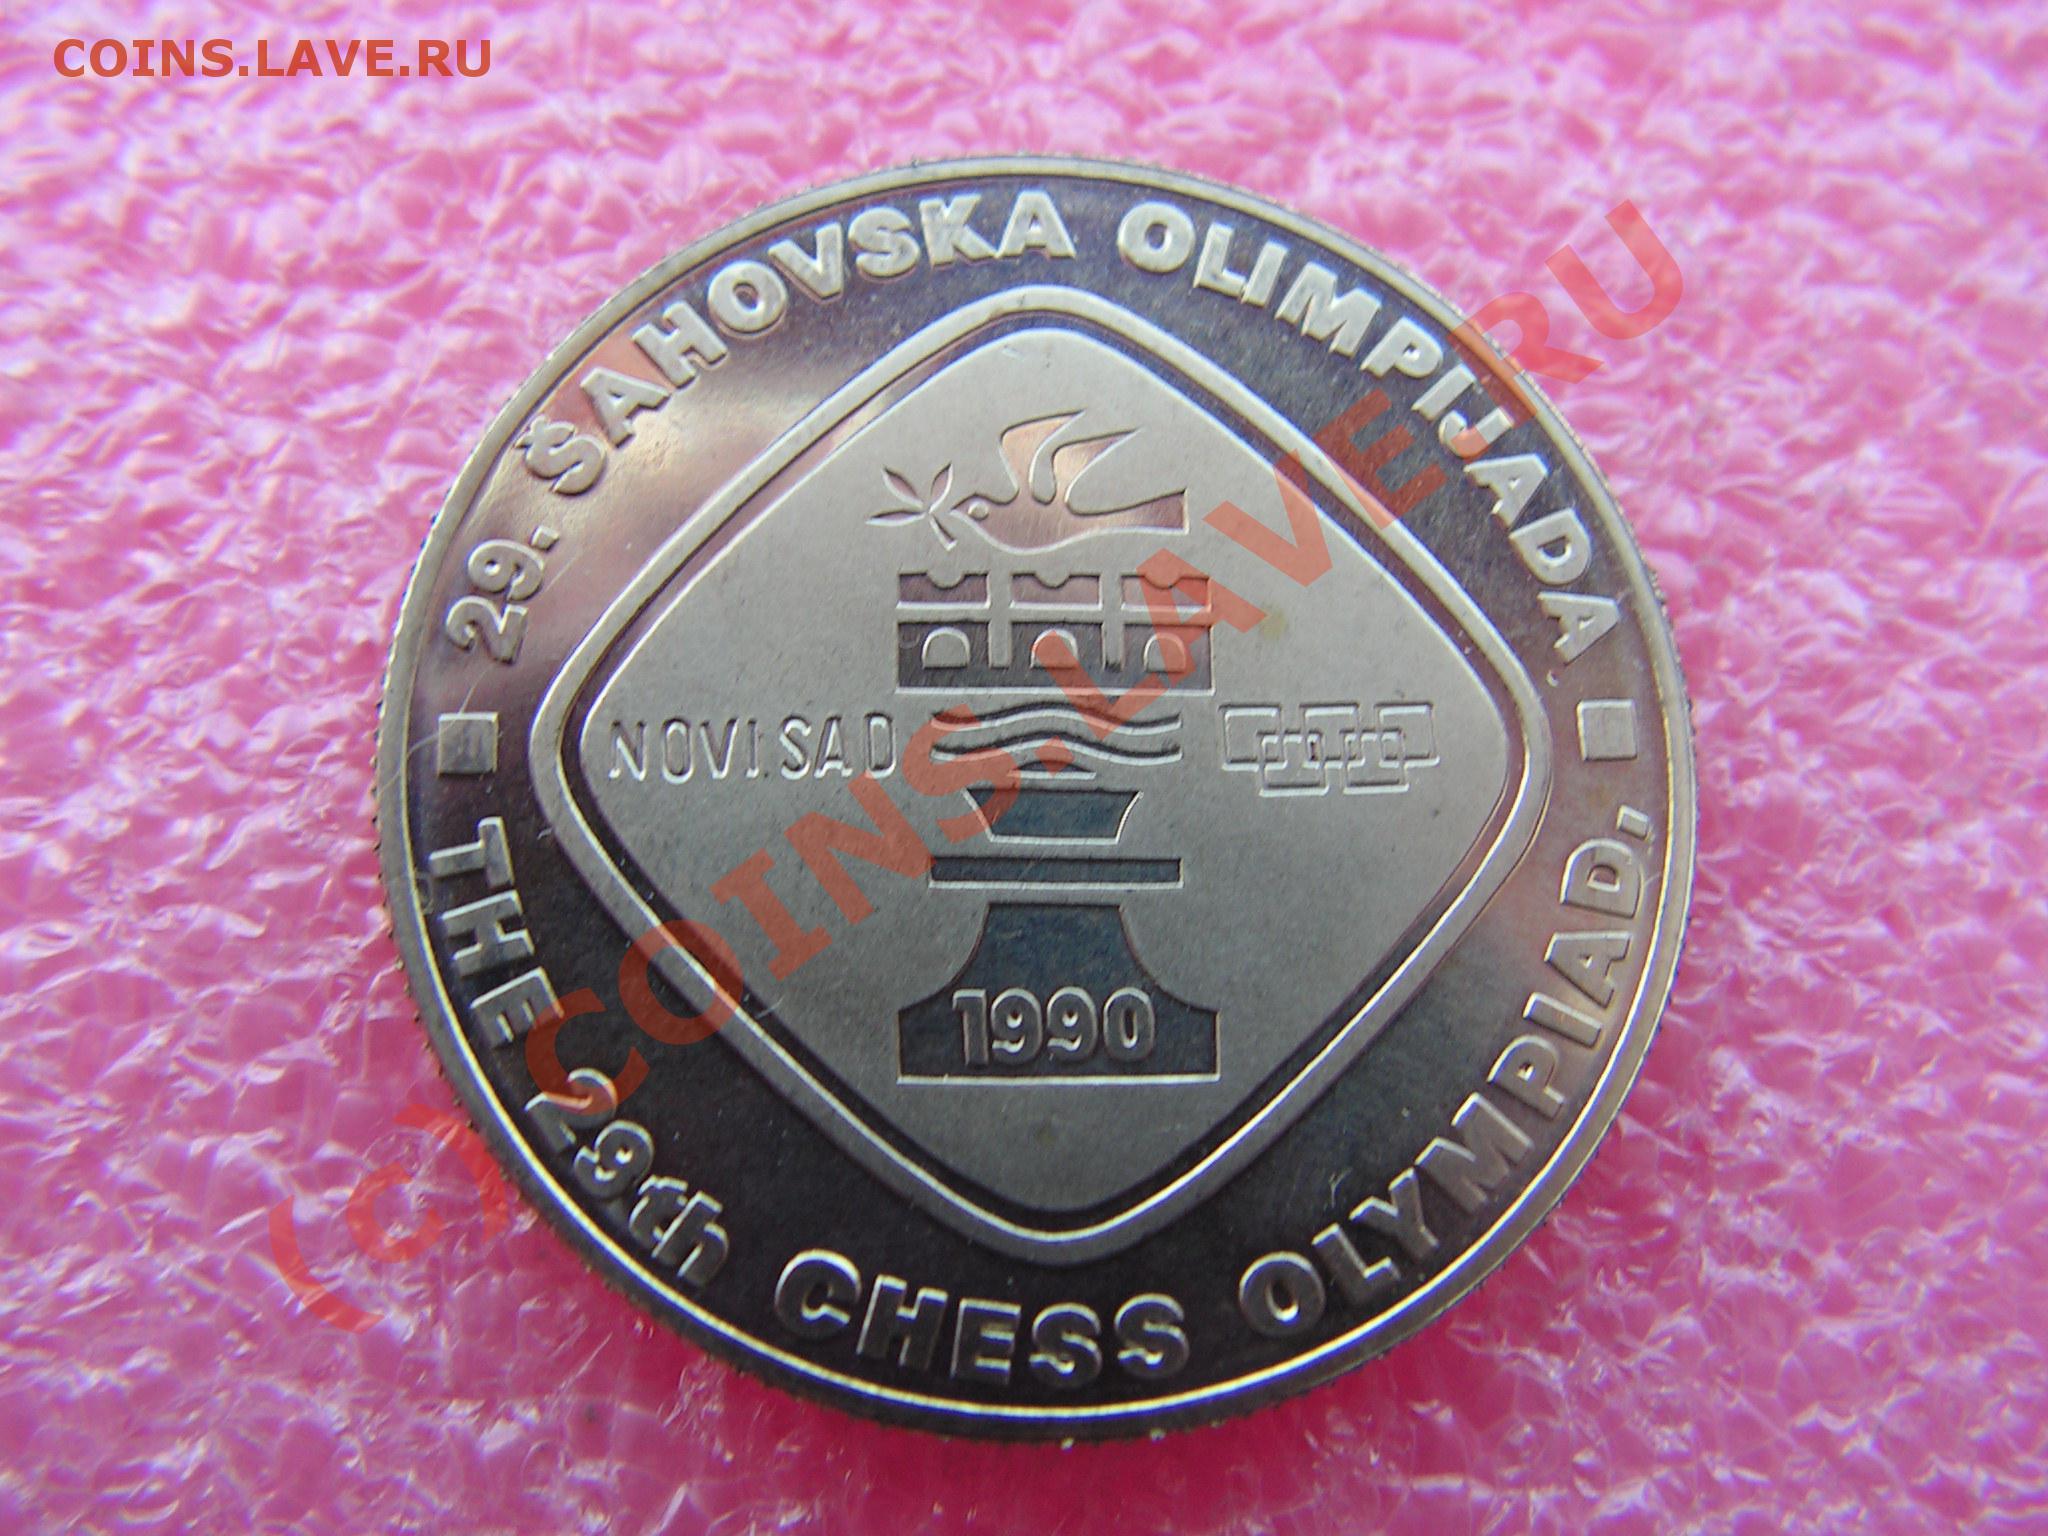 COINS.LAVE.RU
29. ŠAHOVSKA OLIMPIJADA
NOVI SAD
1990
THE 29th CHESS OLYMPIAD,
(c) COINS.LAVE.RU